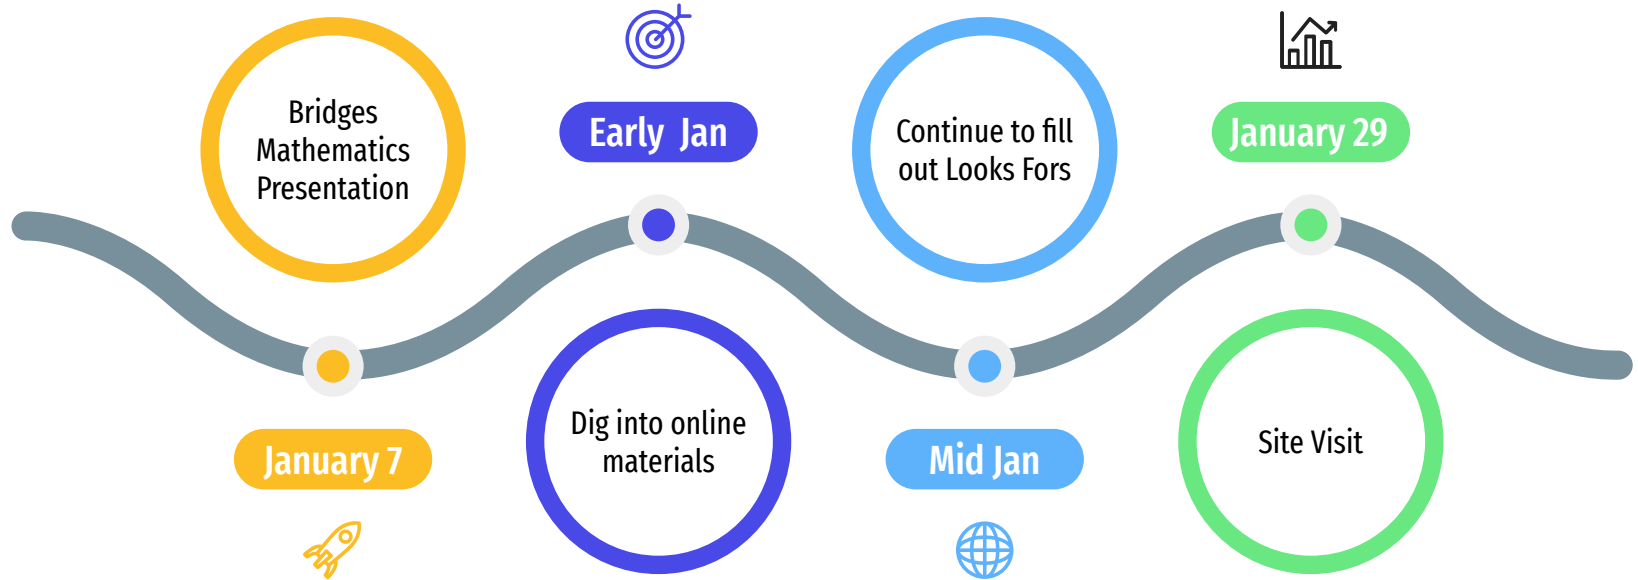 Bridges
Mathematics
Presentation
January 7
Early  Jan
Dig into online
materials
Continue to fill
out Looks Fors
Mid Jan
January 29
Site Visit